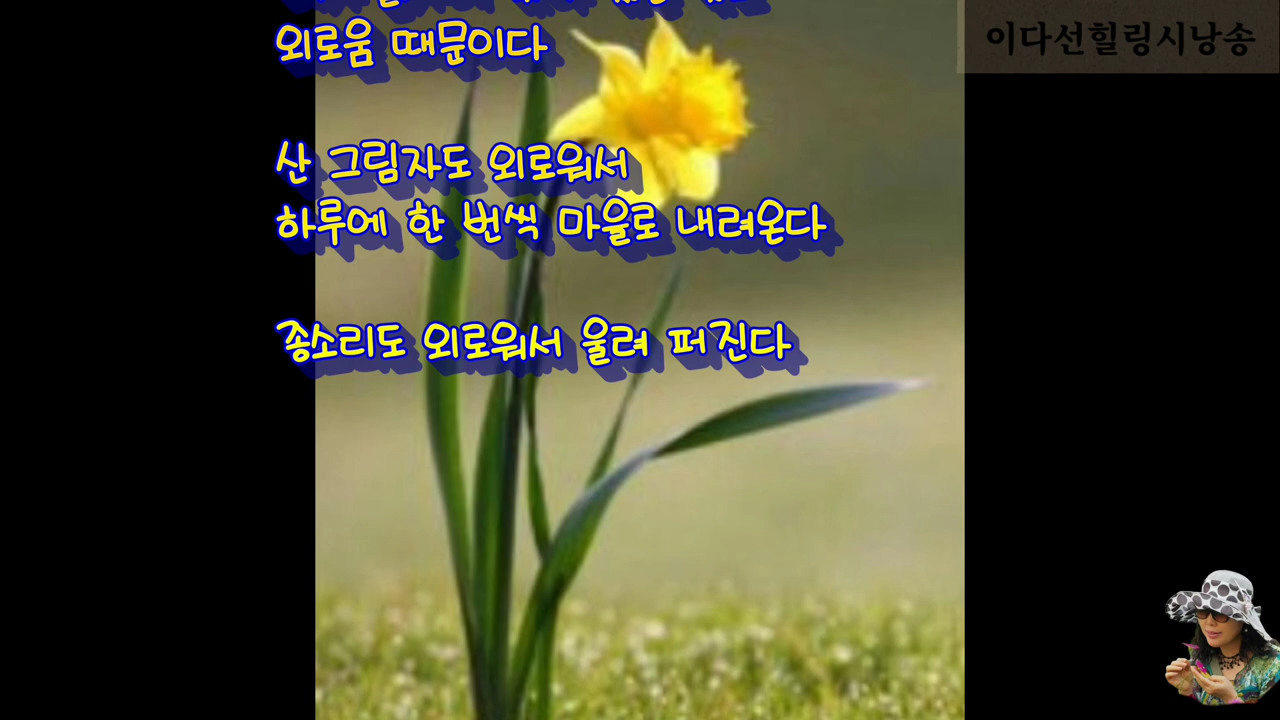 이다선힐링시낭송
외로움 때문이다
산 그림자도 외로워서
하루에 한 번씩 마을로 내려온다
종소리도 외로워서 울려 퍼진다